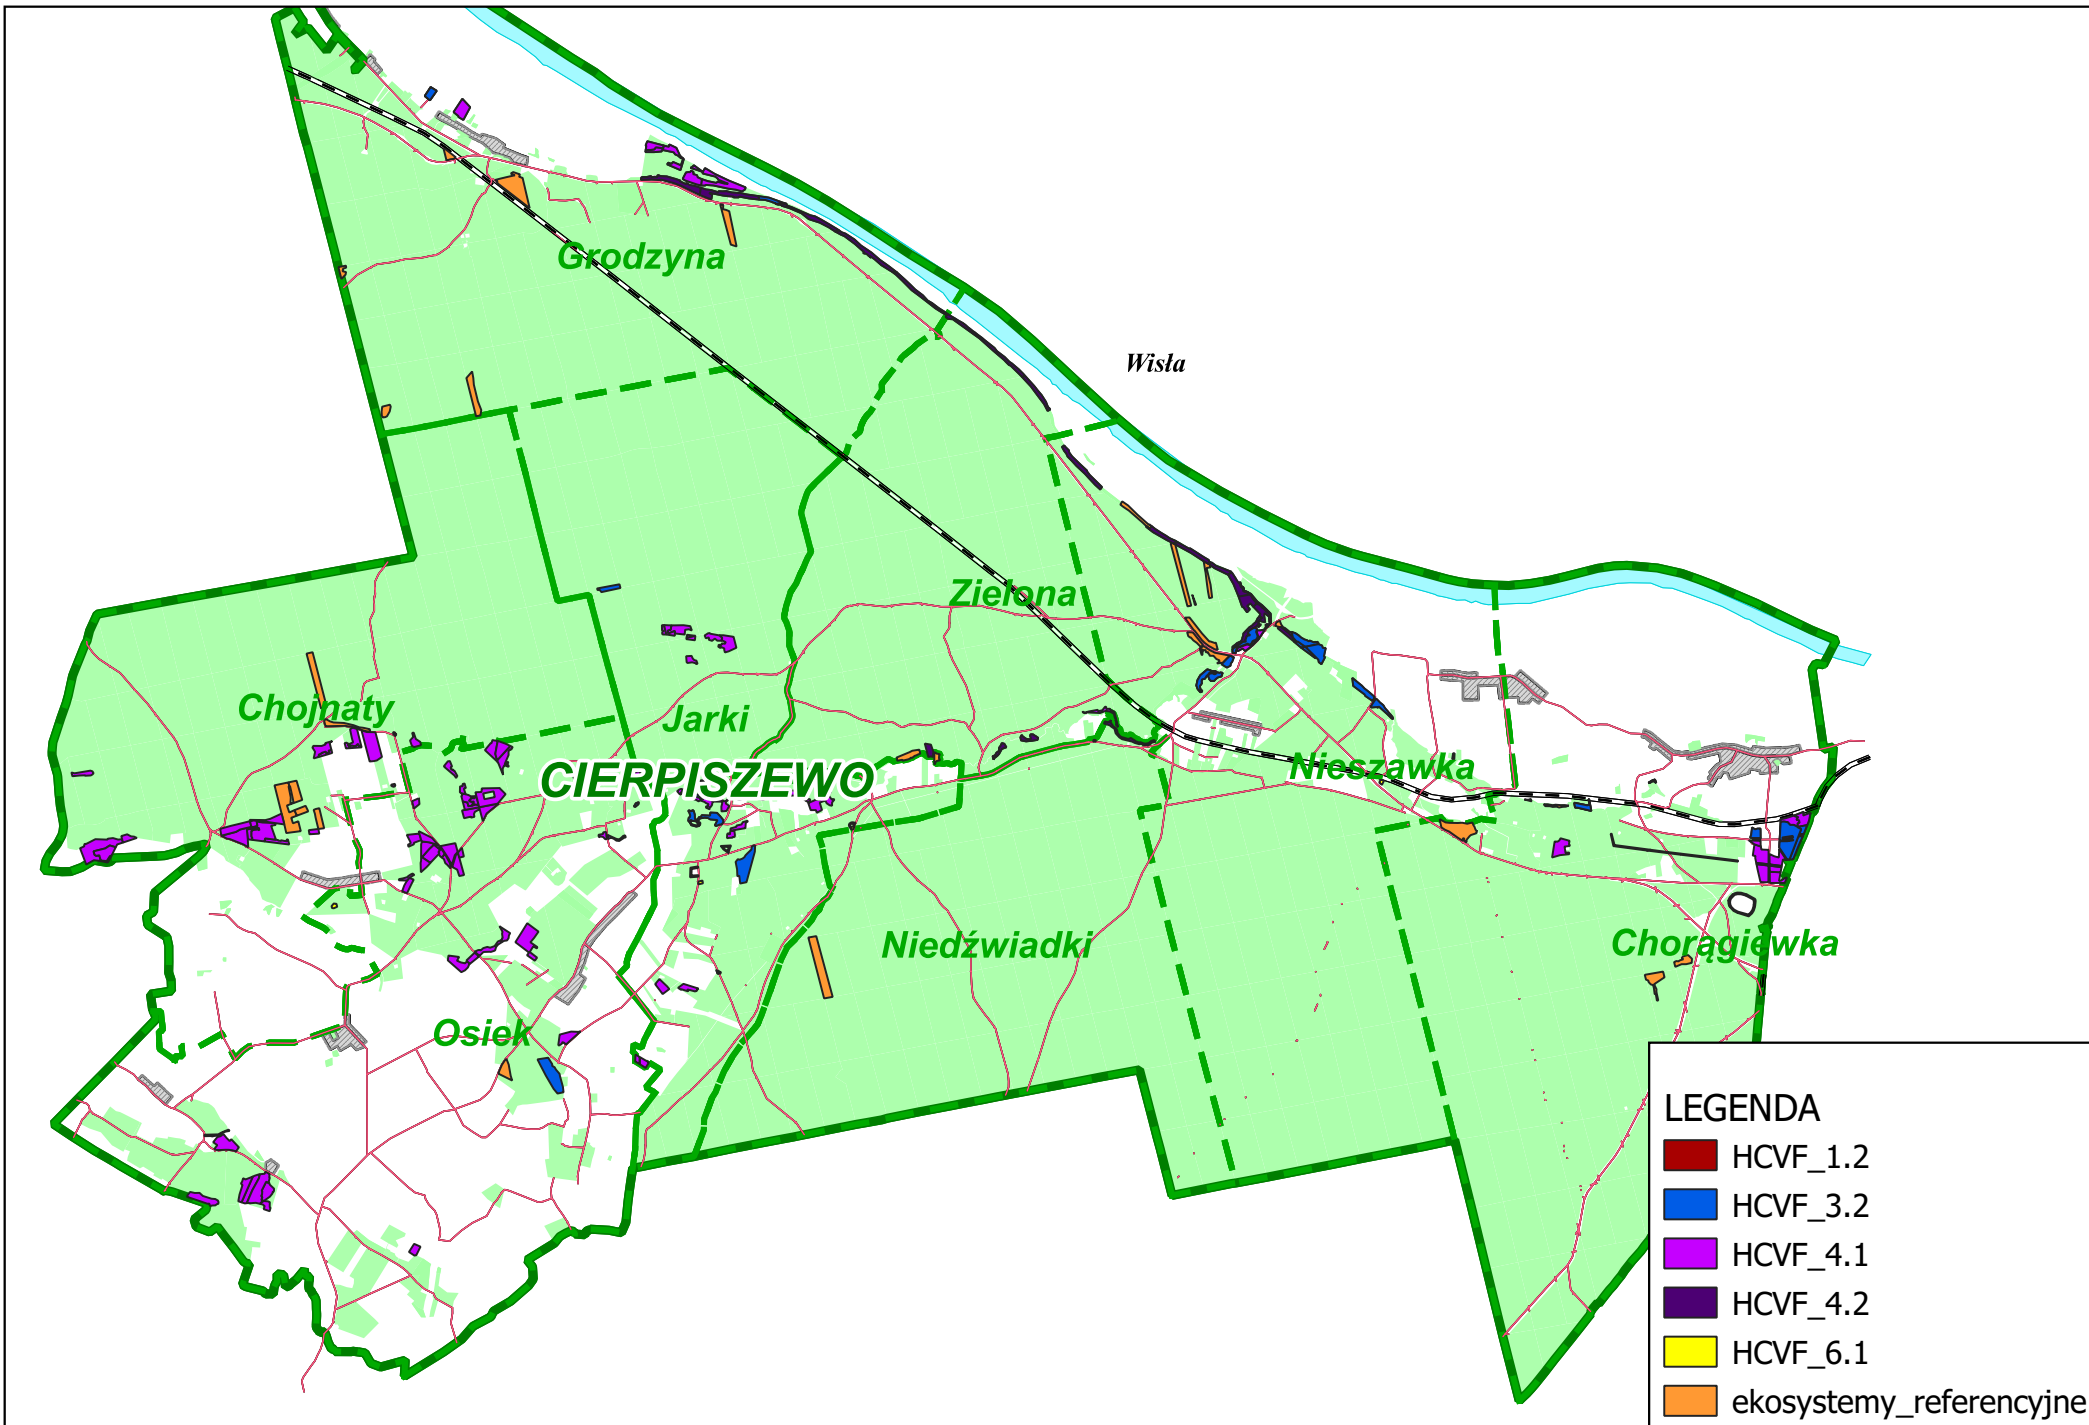 Grodzyna
Wisła
Zielona
Chojnaty
Jarki
CIERPISZEWO
Nieszawka
Niedźwiadki
Chorągiewka
Osiek
LEGENDA
HCVF_1.2
HCVF_3.2
HCVF_4.1
HCVF_4.2
HCVF_6.1
ekosystemy_referencyjne